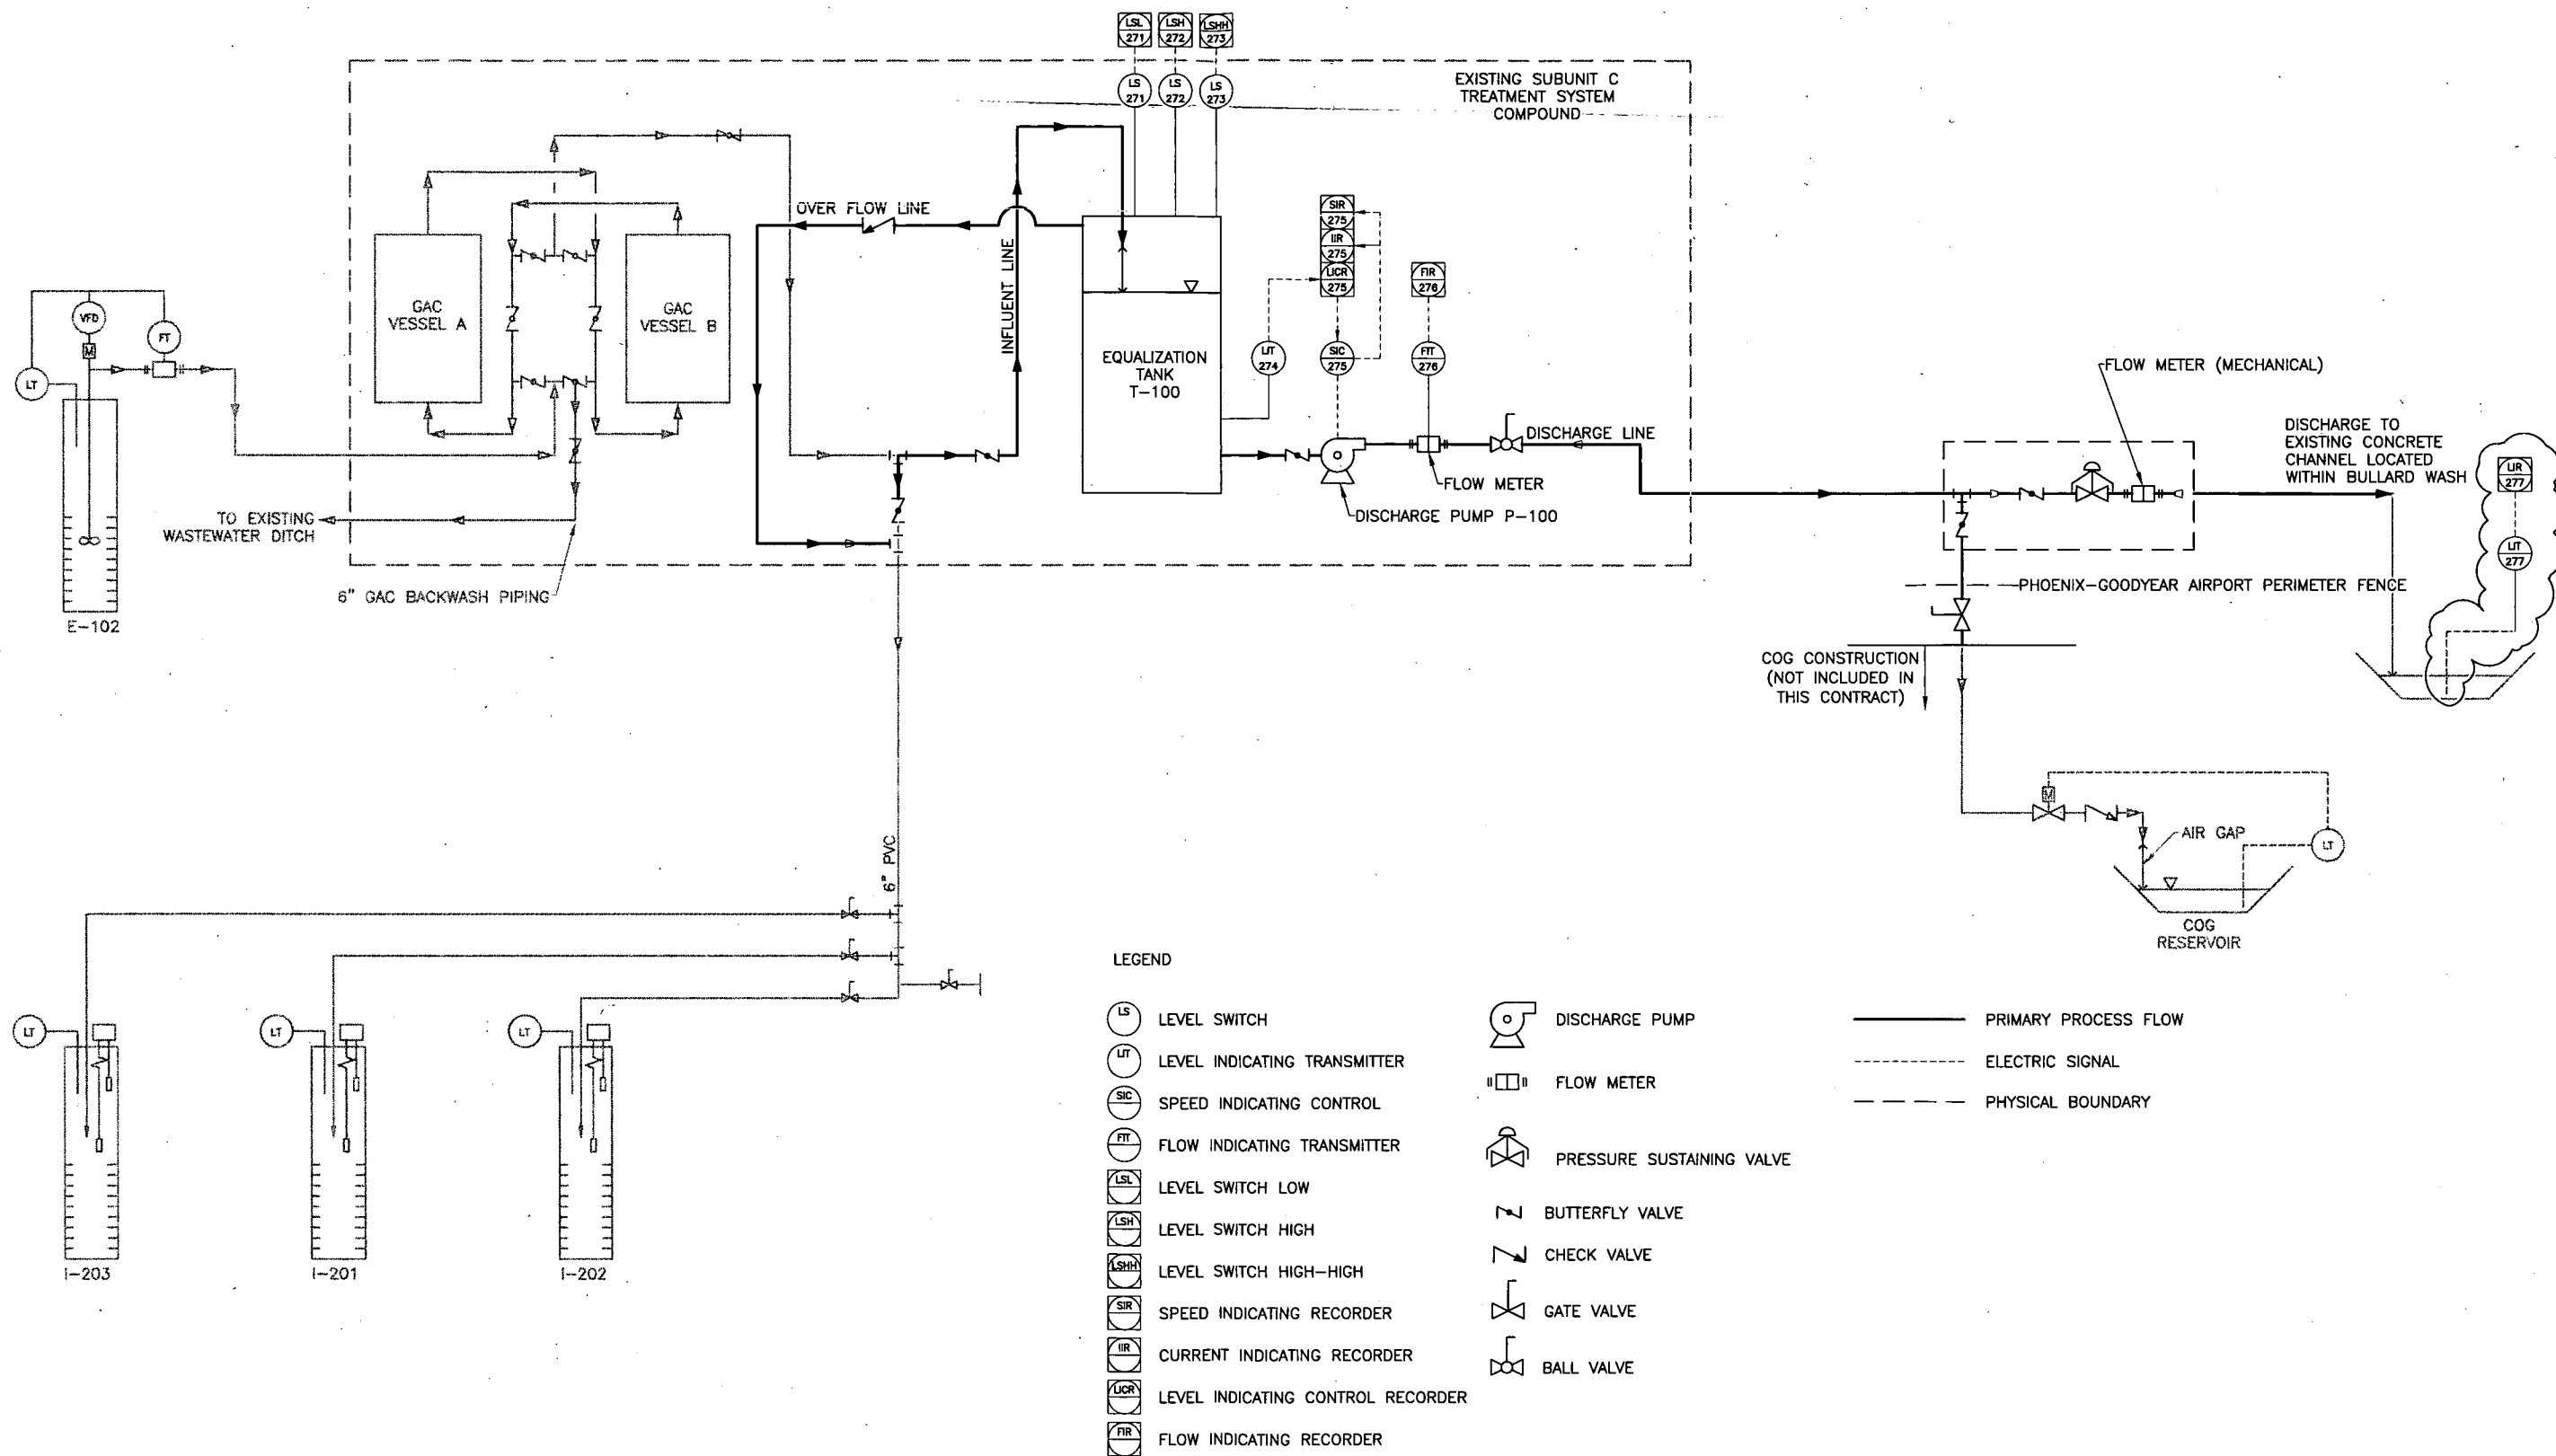 LSL
271
LSH
272
LSHH
273
LS
271
LS
272
LS
273
EXISTING SUBUNIT C
TREATMENT SYSTEM
COMPOUND
OVER FLOW LINE
INFLUENT LINE
GAC
VESSEL A
GAC
VESSEL B
EQUALIZATION
TANK
T-100
SIR
275
IIR
275
LICR
275
FIR
276
LIT
274
SIC
275
FIT
276
VFD
M
FT
LT
E-102
TO EXISTING
WASTEWATER DITCH
6" GAC BACKWASH PIPING
DISCHARGE LINE
FLOW METER
DISCHARGE PUMP P-100
FLOW METER (MECHANICAL)
DISCHARGE TO
EXISTING CONCRETE
CHANNEL LOCATED
WITHIN BULLARD WASH
LIR
277
LIT
277
PHOENIX-GOODYEAR AIRPORT PERIMETER FENCE
COG CONSTRUCTION
(NOT INCLUDED IN
THIS CONTRACT)
M
AIR GAP
LT
COG
RESERVOIR
6" PVC
LT
I-203
LT
I-201
LT
I-202
LEGEND
LS LEVEL SWITCH
LIT LEVEL INDICATING TRANSMITTER
SIC SPEED INDICATING CONTROL
FIT FLOW INDICATING TRANSMITTER
LSL LEVEL SWITCH LOW
LSH LEVEL SWITCH HIGH
LSHH LEVEL SWITCH HIGH-HIGH
SIR SPEED INDICATING RECORDER
IIR CURRENT INDICATING RECORDER
LICR LEVEL INDICATING CONTROL RECORDER
FIR FLOW INDICATING RECORDER
DISCHARGE PUMP
FLOW METER
PRESSURE SUSTAINING VALVE
BUTTERFLY VALVE
CHECK VALVE
GATE VALVE
BALL VALVE
PRIMARY PROCESS FLOW
ELECTRIC SIGNAL
PHYSICAL BOUNDARY